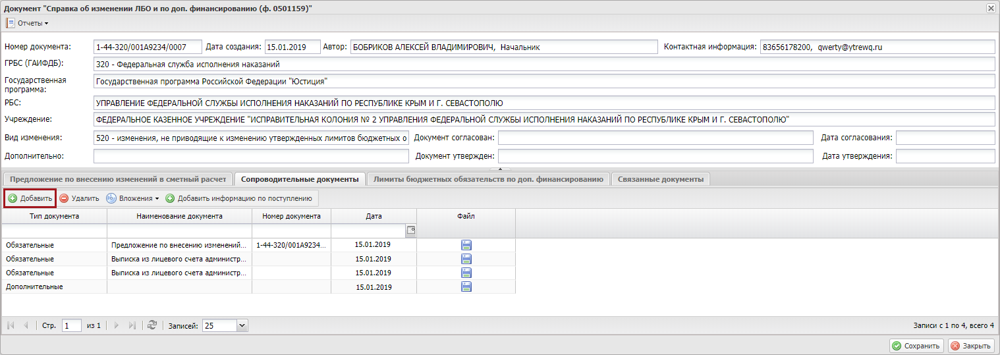 Документ "Справка об изменении ЛБО и по доп. финансированию (ф. 0501159)"
Отчеты
Номер документа: 1-44-320/001А9234/0007 Дата создания: 15.01.2019 Автор: БОБРИКОВ АЛЕКСЕЙ ВЛАДИМИРОВИЧ, Начальник Контактная информация: 83656178200, qwerty@ytrewq.ru
ГРБС (ГАИФДБ): 320 - Федеральная служба исполнения наказаний
Государственная программа: Государственная программа Российской Федерации "Юстиция"
РБС: УПРАВЛЕНИЕ ФЕДЕРАЛЬНОЙ СЛУЖБЫ ИСПОЛНЕНИЯ НАКАЗАНИЙ ПО РЕСПУБЛИКЕ КРЫМ И Г. СЕВАСТОПОЛЮ
Учреждение: ФЕДЕРАЛЬНОЕ КАЗЕННОЕ УЧРЕЖДЕНИЕ "ИСПРАВИТЕЛЬНАЯ КОЛОНИЯ № 2 УПРАВЛЕНИЯ ФЕДЕРАЛЬНОЙ СЛУЖБЫ ИСПОЛНЕНИЯ НАКАЗАНИЙ ПО РЕСПУБЛИКЕ КРЫМ И Г. СЕВАСТОПОЛЮ"
Вид изменения: 520 - изменения, не приводящие к изменению утвержденных лимитов бюджетных о Документ согласован: Дата согласования:
Дополнительно: Документ утвержден: Дата утверждения:
Предложение по внесению изменений в сметный расчет Сопроводительные документы Лимиты бюджетных обязательств по доп. финансированию Связанные документы
Добавить Удалить Вложения Добавить информацию по поступлению
Тип документа Наименование документа Номер документа Дата Файл
Обязательные Предложение по внесению изменений... 1-44-320/001А9234... 15.01.2019
Обязательные Выписка из лицевого счета администр... 15.01.2019
Обязательные Выписка из лицевого счета администр... 15.01.2019
Дополнительные 15.01.2019
Стр. 1 из 1 Записей: 25 Записи с 1 по 4, всего 4
Сохранить Закрыть